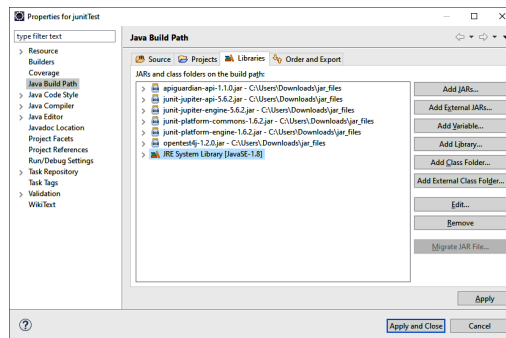 Properties for junitTest
type filter text
Resource
Builders
Coverage
Java Build Path
Java Code Style
Java Compiler
Java Editor
Javadoc Location
Project Facets
Project References
Run/Debug Settings
Task Repository
Task Tags
Validation
WikiText
Java Build Path
Source
Projects
Libraries
Order and Export
JARs and class folders on the build path:
apiguardian-api-1.1.0.jar - C:\Users\Downloads\jar_files
junit-jupiter-api-5.6.2.jar - C:\Users\Downloads\jar_files
junit-jupiter-engine-5.6.2.jar - C:\Users\Downloads\jar_files
junit-platform-commons-1.6.2.jar - C:\Users\Downloads\jar_files
junit-platform-engine-1.6.2.jar - C:\Users\Downloads\jar_files
opentest4j-1.2.0.jar - C:\Users\Downloads\jar_files
JRE System Library [JavaSE-1.8]
Add JARs...
Add External JARs...
Add Variable...
Add Library...
Add Class Folder...
Add External Class Folder...
Edit...
Remove
Migrate JAR File...
Apply
Apply and Close
Cancel